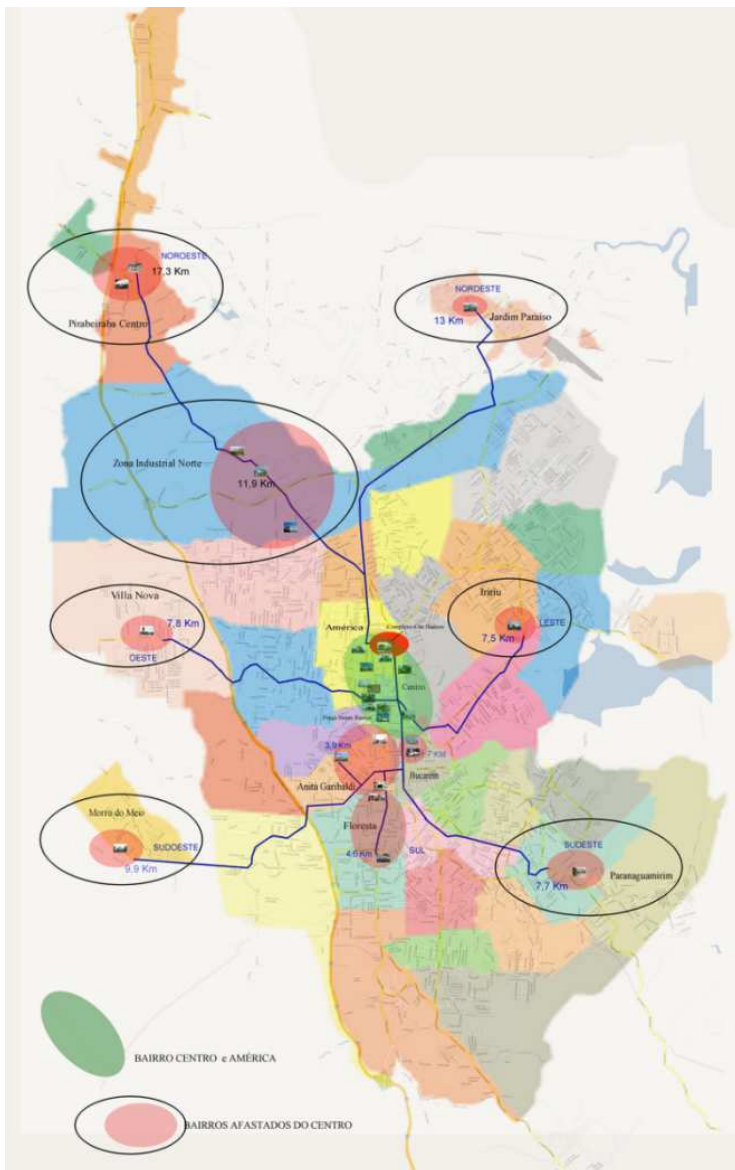 NOROESTE
17,3 Km
Pirabeiraba Centro
NORDESTE
13 Km
Jardim Paraiso
Zona Industrial Norte
11,9 Km
Villa Nova
7,8 Km
OESTE
Iririu
LESTE
7,5 Km
América
Centro
3,9 Km
Bucarein
Anita Garibaldi
Morro do Meio
SUDOESTE
9,9 Km
Floresta
4,6 Km
SUL
SUDESTE
7,7 Km
Paranaguamirim
BAIRRO CENTRO e AMÉRICA
BAIRROS AFASTADOS DO CENTRO